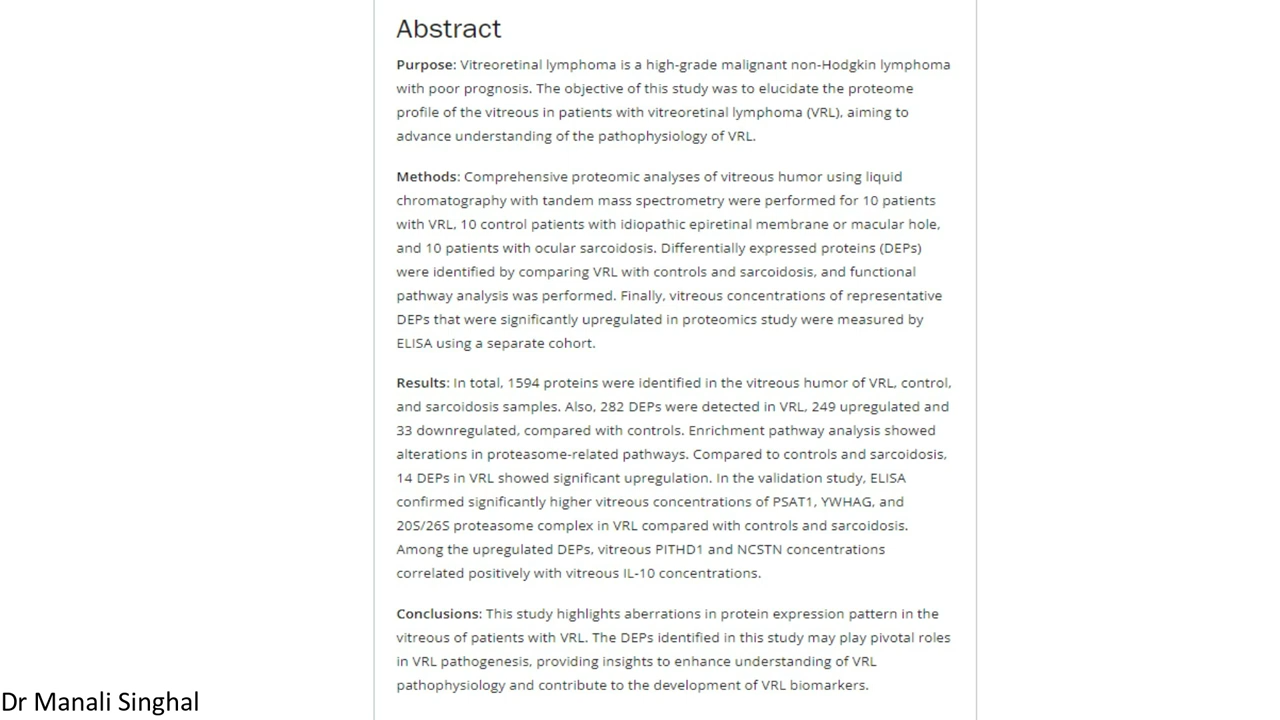 Abstract
Purpose: Vitreoretinal lymphoma is a high-grade malignant non-Hodgkin lymphoma
with poor prognosis. The objective of this study was to elucidate the proteome
profile of the vitreous in patients with vitreoretinal lymphoma (VRL), aiming to
advance understanding of the pathophysiology of VRL.
Methods: Comprehensive proteomic analyses of vitreous humor using liquid
chromatography with tandem mass spectrometry were performed for 10 patients
with VRL, 10 control patients with idiopathic epiretinal membrane or macular hole,
and 10 patients with ocular sarcoidosis. Differentially expressed proteins (DEPs)
were identified by comparing VRL with controls and sarcoidosis, and functional
pathway analysis was performed. Finally, vitreous concentrations of representative
DEPs that were significantly upregulated in proteomics study were measured by
ELISA using a separate cohort.
Results: In total, 1594 proteins were identified in the vitreous humor of VRL, control,
and sarcoidosis samples. Also, 282 DEPs were detected in VRL, 249 upregulated and
33 downregulated, compared with controls. Enrichment pathway analysis showed
alterations in proteasome-related pathways. Compared to controls and sarcoidosis,
14 DEPs in VRL showed significant upregulation. In the validation study, ELISA
confirmed significantly higher vitreous concentrations of PSAT1, YWHAG, and
20S/26S proteasome complex in VRL compared with controls and sarcoidosis.
Among the upregulated DEPs, vitreous PITHD1 and NCSTN concentrations
correlated positively with vitreous IL-10 concentrations.
Conclusions: This study highlights aberrations in protein expression pattern in the
vitreous of patients with VRL. The DEPs identified in this study may play pivotal roles
in VRL pathogenesis, providing insights to enhance understanding of VRL
pathophysiology and contribute to the development of VRL biomarkers.
Dr Manali Singhal